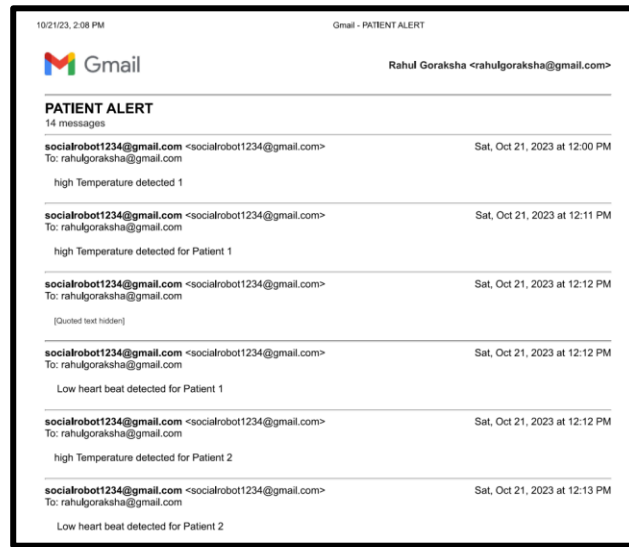 10/21/23, 2:08 PM Gmail - PATIENT ALERT
Gmail Rahul Goraksha <rahulgoraksha@gmail.com>
PATIENT ALERT
14 messages
socialrobot1234@gmail.com <socialrobot1234@gmail.com> Sat, Oct 21, 2023 at 12:00 PM
To: rahulgoraksha@gmail.com
high Temperature detected 1
socialrobot1234@gmail.com <socialrobot1234@gmail.com> Sat, Oct 21, 2023 at 12:11 PM
To: rahulgoraksha@gmail.com
high Temperature detected for Patient 1
socialrobot1234@gmail.com <socialrobot1234@gmail.com> Sat, Oct 21, 2023 at 12:12 PM
To: rahulgoraksha@gmail.com
[Quoted text hidden]
socialrobot1234@gmail.com <socialrobot1234@gmail.com> Sat, Oct 21, 2023 at 12:12 PM
To: rahulgoraksha@gmail.com
Low heart beat detected for Patient 1
socialrobot1234@gmail.com <socialrobot1234@gmail.com> Sat, Oct 21, 2023 at 12:12 PM
To: rahulgoraksha@gmail.com
high Temperature detected for Patient 2
socialrobot1234@gmail.com <socialrobot1234@gmail.com> Sat, Oct 21, 2023 at 12:13 PM
To: rahulgoraksha@gmail.com
Low heart beat detected for Patient 2